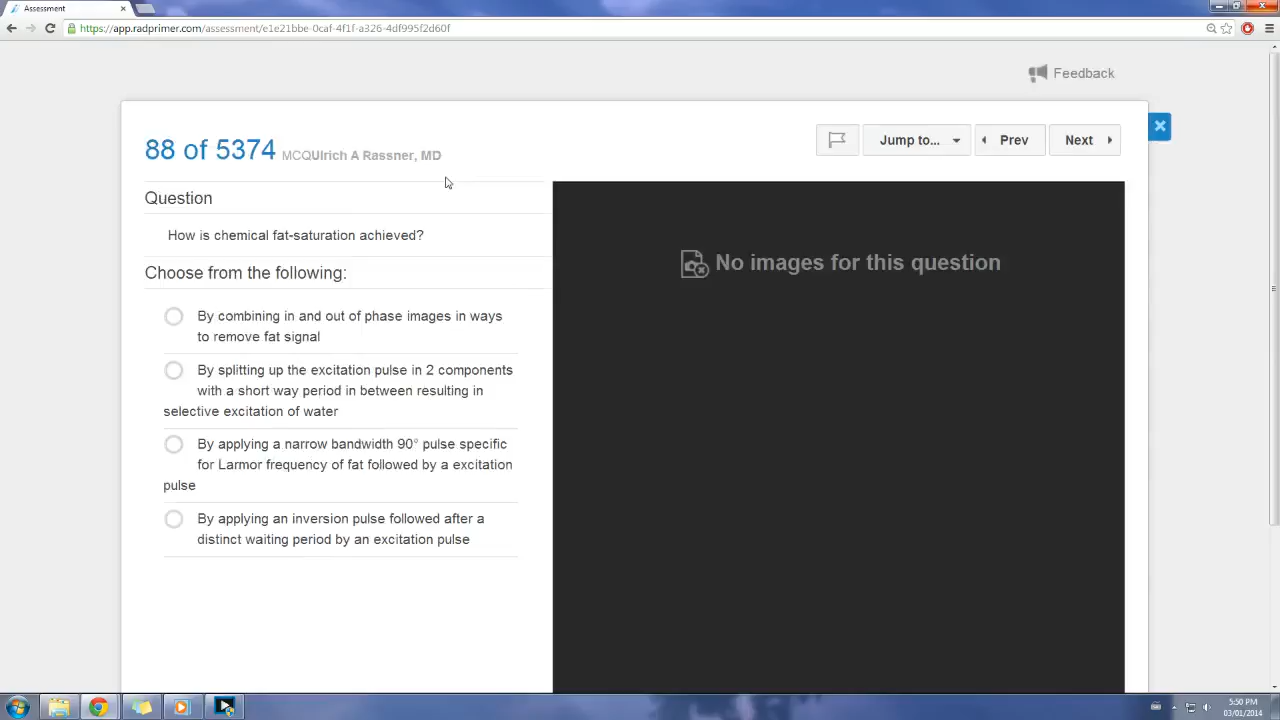 Assessment
https://app.radprimer.com/assessment/e1e21bbe-0caf-4f1f-a326-4df995f2d60f
Feedback
88 of 5374 MCQUlrich A Rassner, MD
Jump to... Prev Next
Question
How is chemical fat-saturation achieved?
Choose from the following:
By combining in and out of phase images in ways
to remove fat signal
By splitting up the excitation pulse in 2 components
with a short way period in between resulting in
selective excitation of water
By applying a narrow bandwidth 90° pulse specific
for Larmor frequency of fat followed by a excitation
pulse
By applying an inversion pulse followed after a
distinct waiting period by an excitation pulse
No images for this question
5:50 PM
03/01/2014